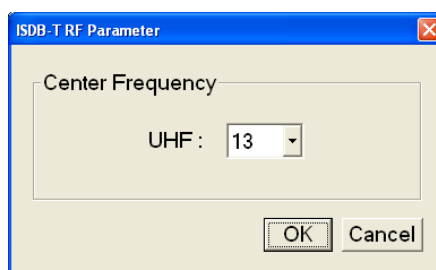 ISDB-T RF Parameter
Center Frequency
UHF : 13
OK Cancel